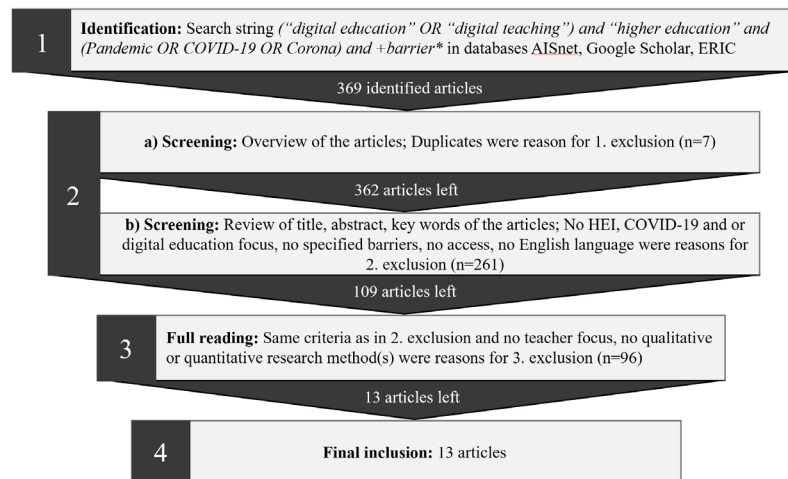 1
Identification: Search string (“digital education” OR “digital teaching”) and “higher education” and
(Pandemic OR COVID-19 OR Corona) and +barrier* in databases AISnet, Google Scholar, ERIC
369 identified articles
2
a) Screening: Overview of the articles; Duplicates were reason for 1. exclusion (n=7)
362 articles left
b) Screening: Review of title, abstract, key words of the articles; No HEI, COVID-19 and or
digital education focus, no specified barriers, no access, no English language were reasons for
2. exclusion (n=261)
109 articles left
3
Full reading: Same criteria as in 2. exclusion and no teacher focus, no qualitative
or quantitative research method(s) were reasons for 3. exclusion (n=96)
13 articles left
4
Final inclusion: 13 articles